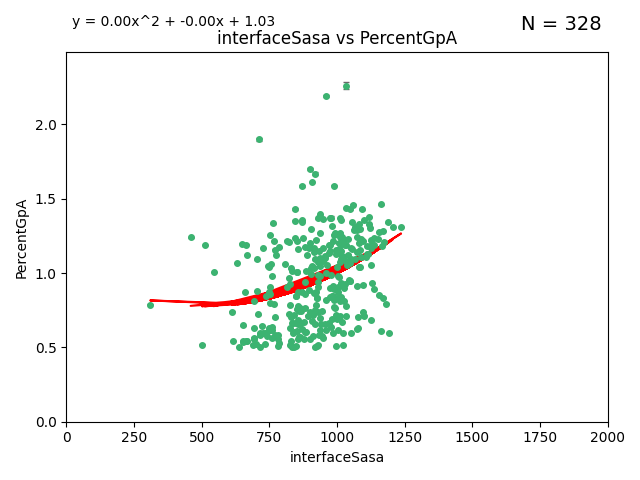 y = 0.00x^2 + -0.00x + 1.03
N = 328
interfaceSasa vs PercentGpA
PercentGpA
2.0
1.5
1.0
0.5
0.0
0 250 500 750 1000 1250 1500 1750 2000
interfaceSasa